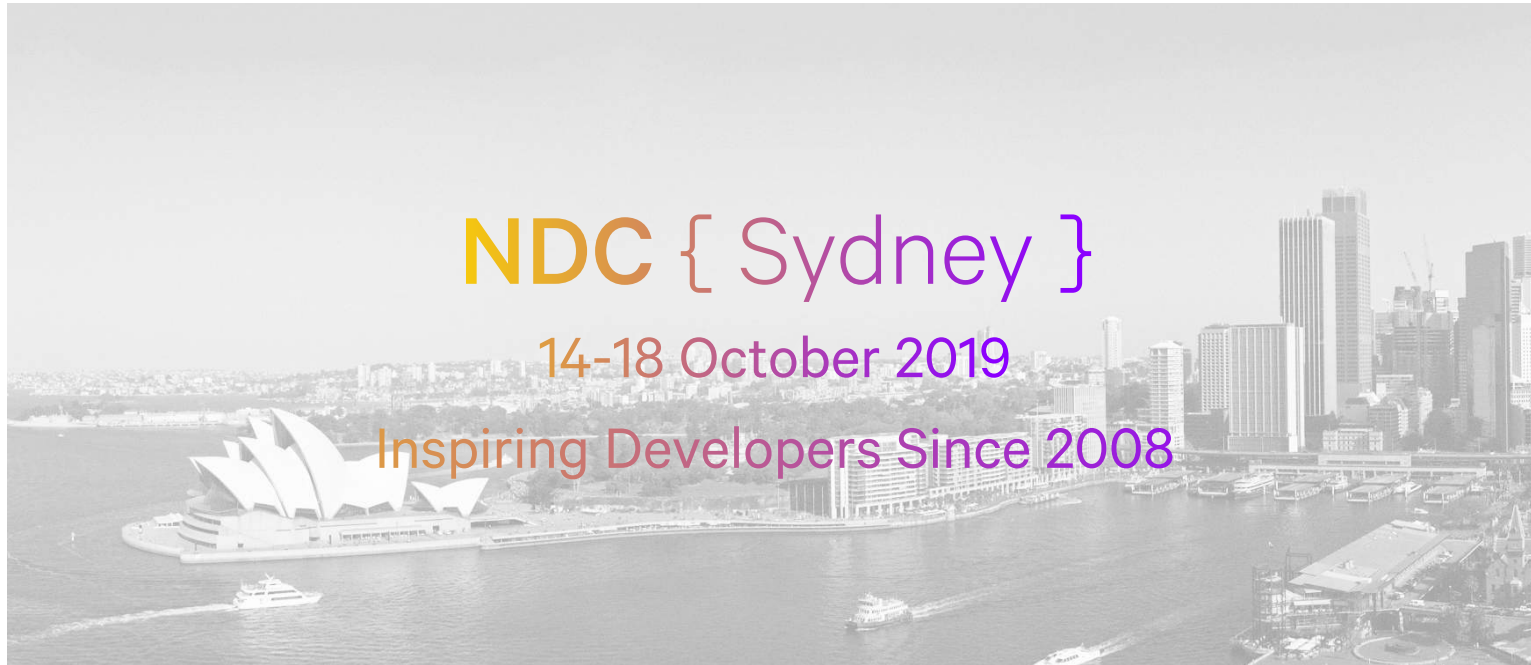 NDC { Sydney }
14-18 October 2019
Inspiring Developers Since 2008